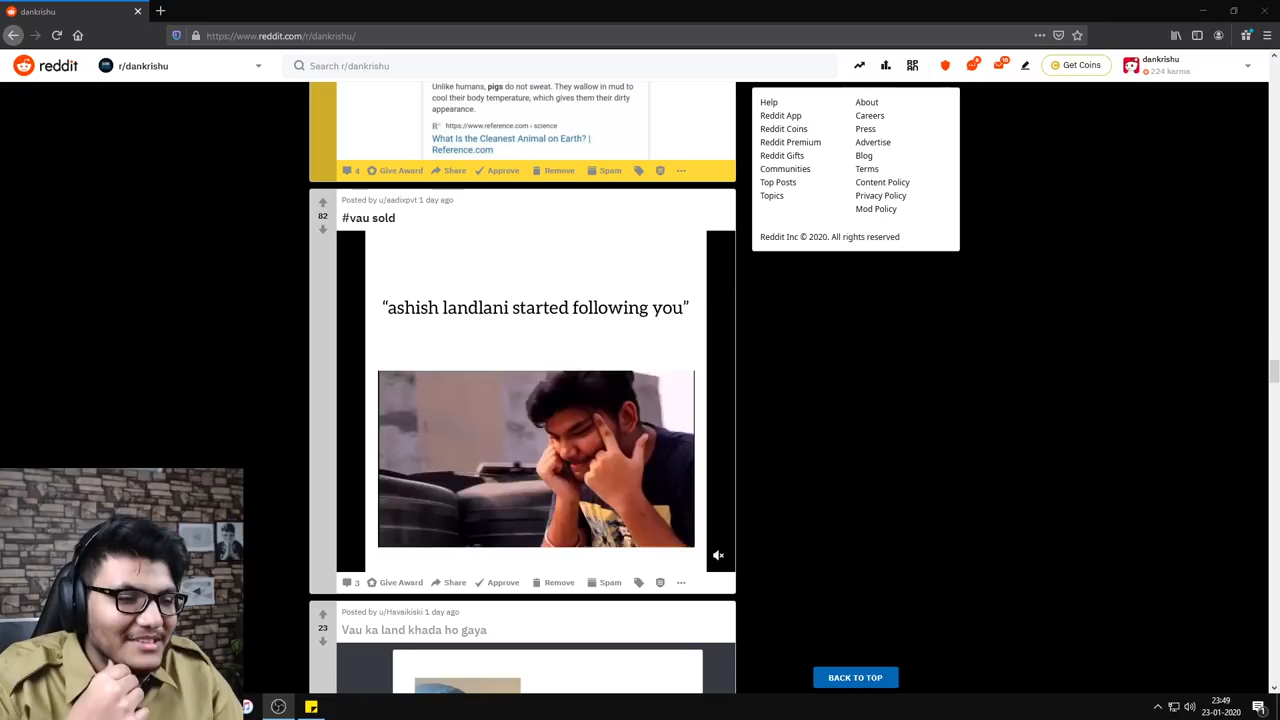 dankrishu
https://www.reddit.com/r/dankrishu/
reddit
r/dankrishu
Search r/dankrishu
6
10
Get Coins
dankrishu
224 karma
Unlike humans, pigs do not sweat. They wallow in mud to
cool their body temperature, which gives them their dirty
appearance.
https://www.reference.com › science
What Is the Cleanest Animal on Earth? |
Reference.com
4 Give Award Share Approve Remove Spam
Posted by u/aadixpvt 1 day ago
82
#vau sold
“ashish landlani started following you”
3 Give Award Share Approve Remove Spam
Posted by u/Havaikiski 1 day ago
23
Vau ka land khada ho gaya
Help
Reddit App
Reddit Coins
Reddit Premium
Reddit Gifts
Communities
Top Posts
Topics
About
Careers
Press
Advertise
Blog
Terms
Content Policy
Privacy Policy
Mod Policy
Reddit Inc © 2020. All rights reserved
BACK TO TOP
23:49
23-01-2020